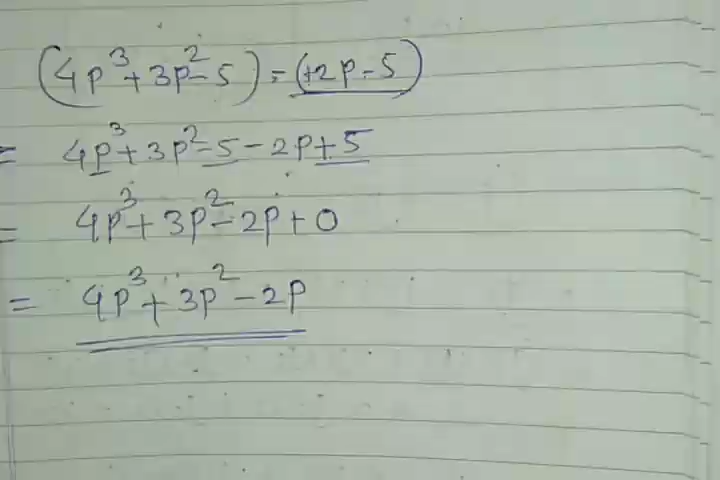 (4p³+3p²-5)=(+2p-5)
= 4p³+3p²-5-2p+5
= 4p³+3p²-2p+0
= 4p³+3p²-2p